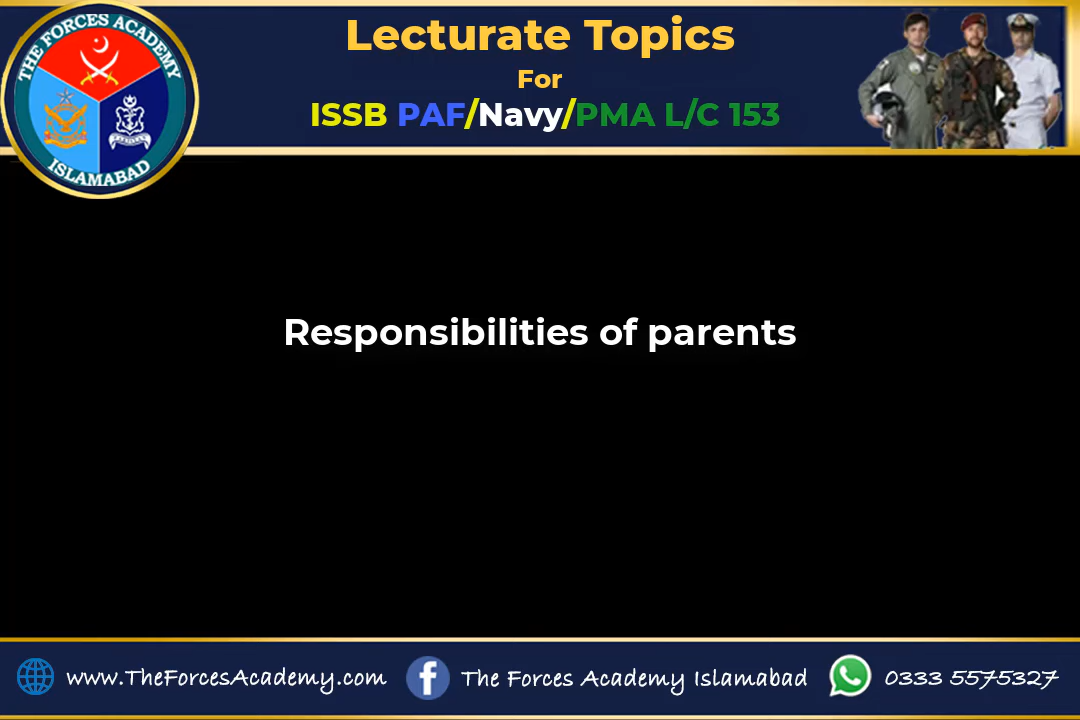 THE FORCES ACADEMY
ISLAMABAD
Lecturate Topics
For
ISSB PAF/Navy/PMA L/C 153
Responsibilities of parents
www.TheForcesAcademy.com
The Forces Academy Islamabad
0333 5575327